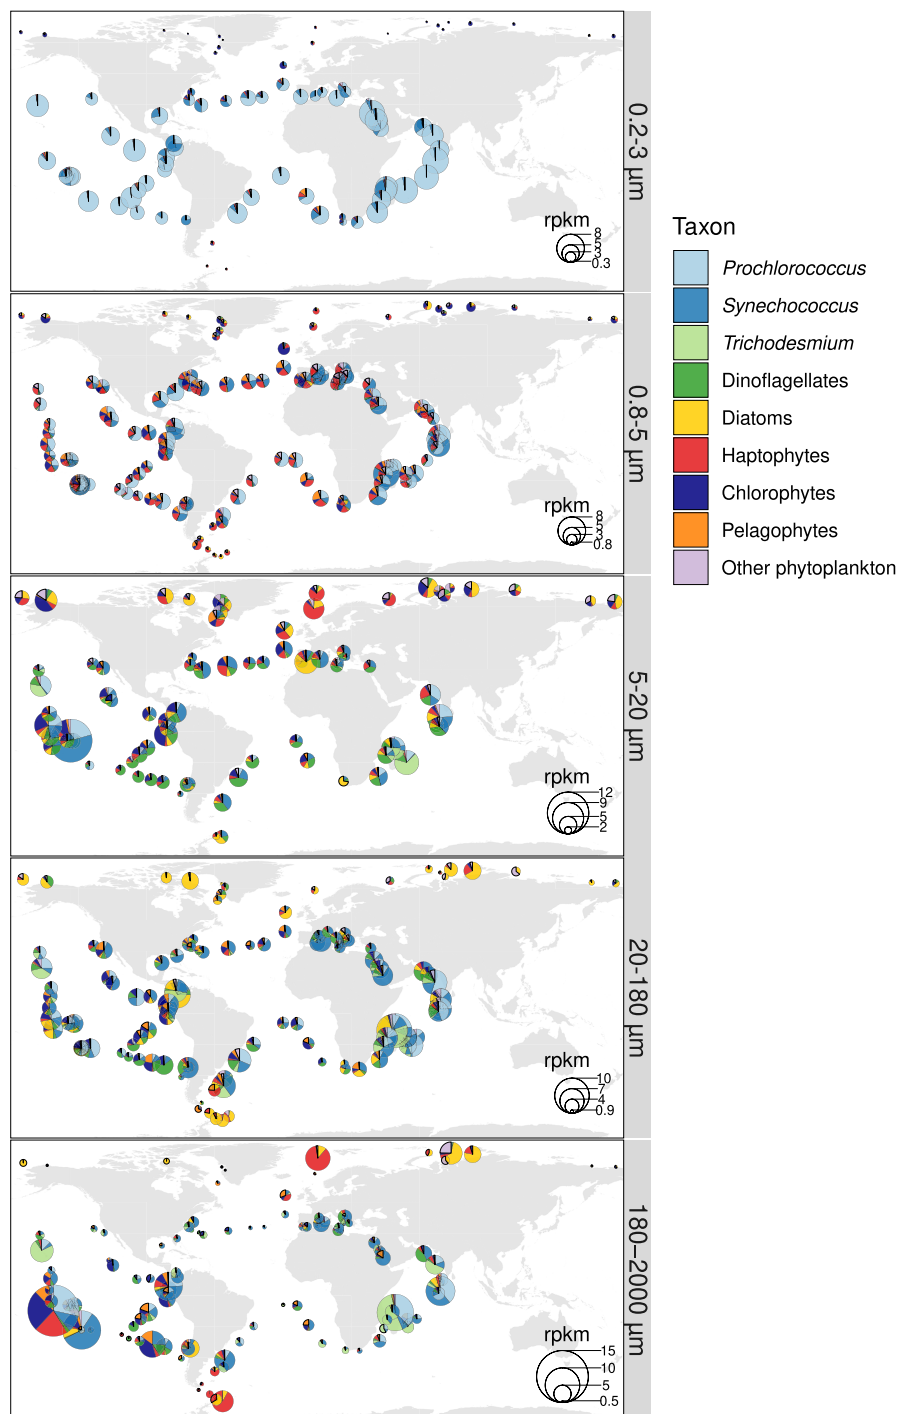 0.2-3 µm
rpkm
8
5
3
0.3
0.8-5 µm
rpkm
8
5
3
0.8
5-20 µm
rpkm
12
9
5
2
20-180 µm
rpkm
10
7
4
0.9
180–2000 µm
rpkm
15
10
5
0.5
Taxon
Prochlorococcus
Synechococcus
Trichodesmium
Dinoflagellates
Diatoms
Haptophytes
Chlorophytes
Pelagophytes
Other phytoplankton